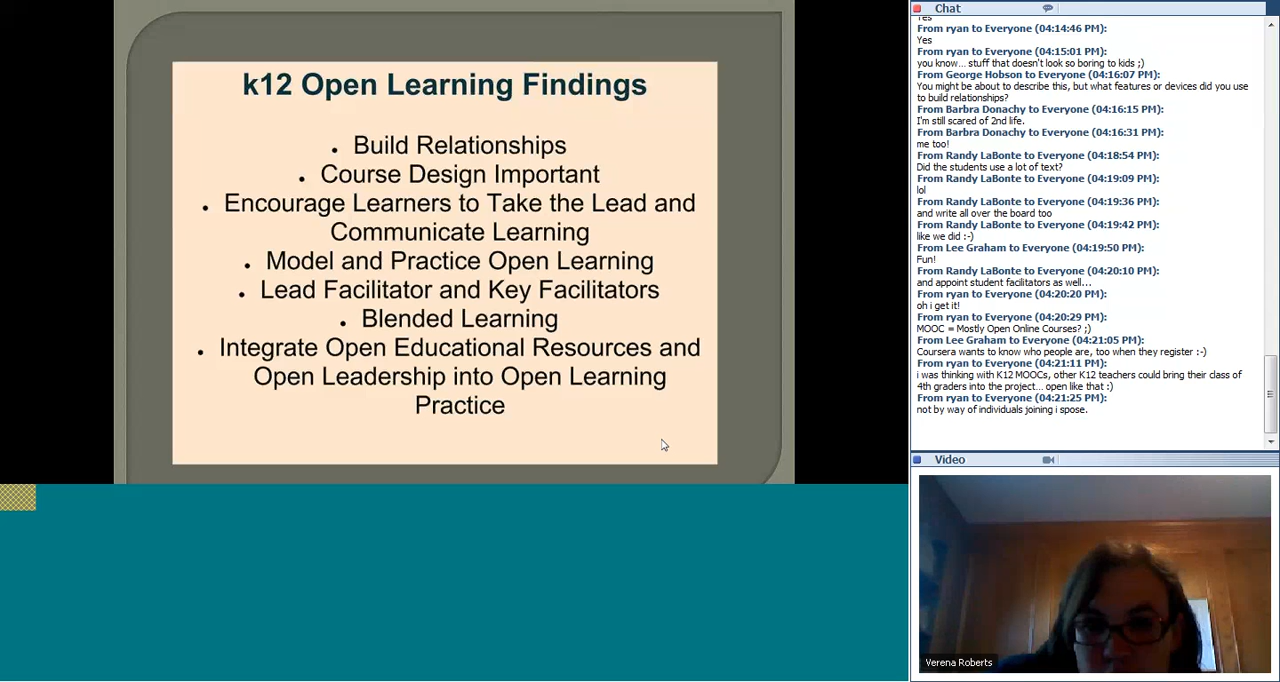 k12 Open Learning Findings
• Build Relationships
• Course Design Important
• Encourage Learners to Take the Lead and
Communicate Learning
• Model and Practice Open Learning
• Lead Facilitator and Key Facilitators
• Blended Learning
• Integrate Open Educational Resources and
Open Leadership into Open Learning
Practice
Chat
Yes
From ryan to Everyone (04:14:46 PM):
Yes
From ryan to Everyone (04:15:01 PM):
you know... stuff that doesn't look so boring to kids ;)
From George Hobson to Everyone (04:16:07 PM):
You might be about to describe this, but what features or devices did you use
to build relationships?
From Barbra Donachy to Everyone (04:16:15 PM):
I'm still scared of 2nd life.
From Barbra Donachy to Everyone (04:16:31 PM):
me too!
From Randy LaBonte to Everyone (04:18:54 PM):
Did the students use a lot of text?
From Randy LaBonte to Everyone (04:19:09 PM):
lol
From Randy LaBonte to Everyone (04:19:36 PM):
and write all over the board too
From Randy LaBonte to Everyone (04:19:42 PM):
like we did :-)
From Lee Graham to Everyone (04:19:50 PM):
Fun!
From Randy LaBonte to Everyone (04:20:10 PM):
and appoint student facilitators as well...
From ryan to Everyone (04:20:20 PM):
oh i get it!
From ryan to Everyone (04:20:29 PM):
MOOC = Mostly Open Online Courses? ;)
From Lee Graham to Everyone (04:21:05 PM):
Coursera wants to know who people are, too when they register :-)
From ryan to Everyone (04:21:11 PM):
i was thinking with K12 MOOCs, other K12 teachers could bring their class of
4th graders into the project... open like that :)
From ryan to Everyone (04:21:25 PM):
not by way of individuals joining i spose.
Video
Verena Roberts